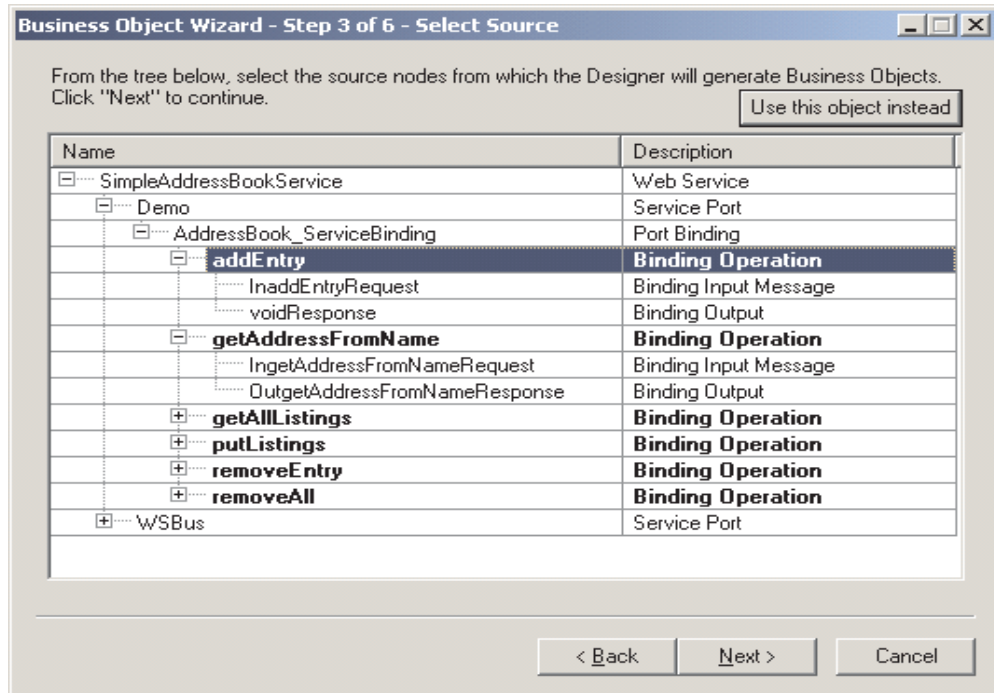 Business Object Wizard - Step 3 of 6 - Select Source
From the tree below, select the source nodes from which the Designer will generate Business Objects.
Click "Next" to continue.
Use this object instead
Name Description
SimpleAddressBookService Web Service
Demo Service Port
AddressBook_ServiceBinding Port Binding
addEntry Binding Operation
InaddEntryRequest Binding Input Message
voidResponse Binding Output
getAddressFromName Binding Operation
IngetAddressFromNameRequest Binding Input Message
OutgetAddressFromNameResponse Binding Output
getAllListings Binding Operation
putListings Binding Operation
removeEntry Binding Operation
removeAll Binding Operation
WSBus Service Port
< Back Next > Cancel